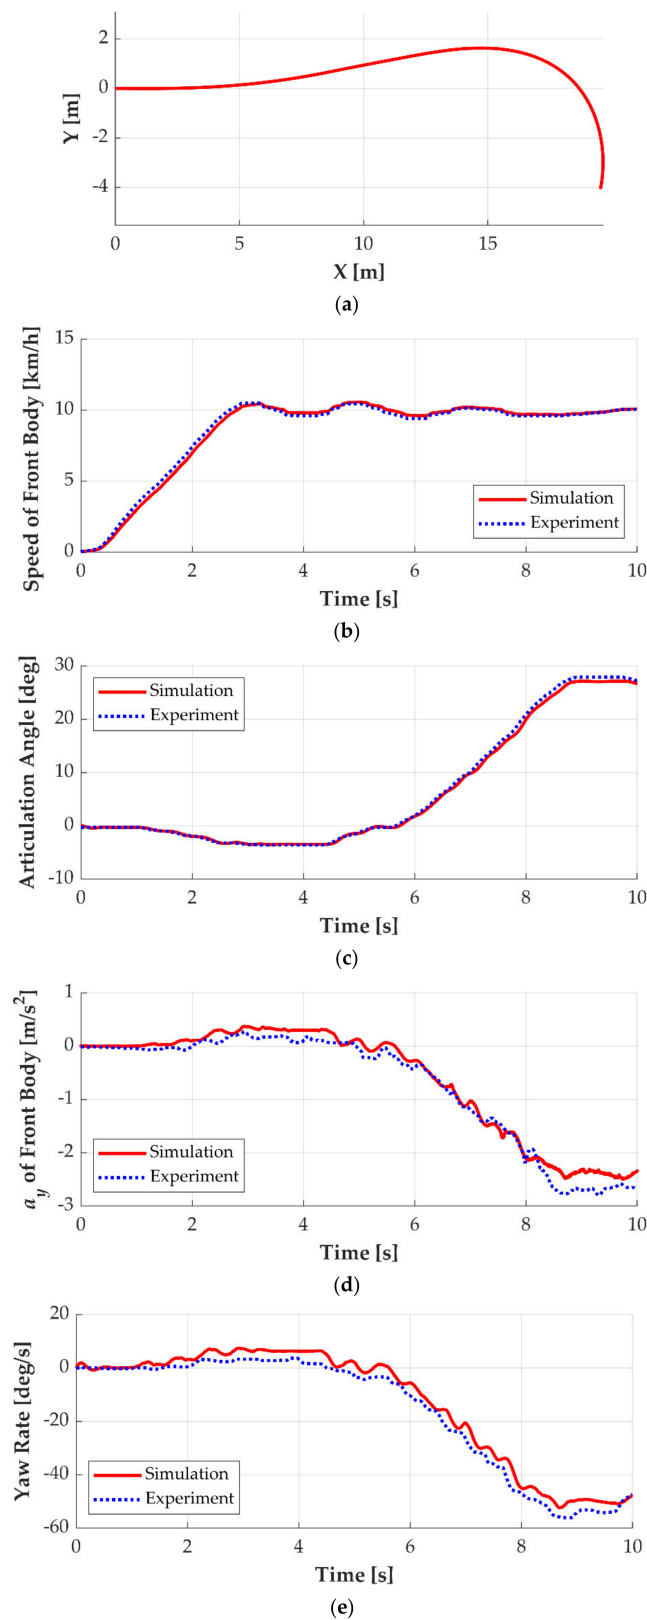 2
0
-2
-4
Y [m]
0 5 10 15
X [m]
(a)
15
10
5
0
Speed of Front Body [km/h]
Simulation
Experiment
0 2 4 6 8 10
Time [s]
(b)
30
20
10
0
-10
Articulation Angle [deg]
Simulation
Experiment
0 2 4 6 8 10
Time [s]
(c)
1
0
-1
-2
-3
a_y of Front Body [m/s²]
Simulation
Experiment
0 2 4 6 8 10
Time [s]
(d)
20
0
-20
-40
-60
Yaw Rate [deg/s]
Simulation
Experiment
0 2 4 6 8 10
Time [s]
(e)